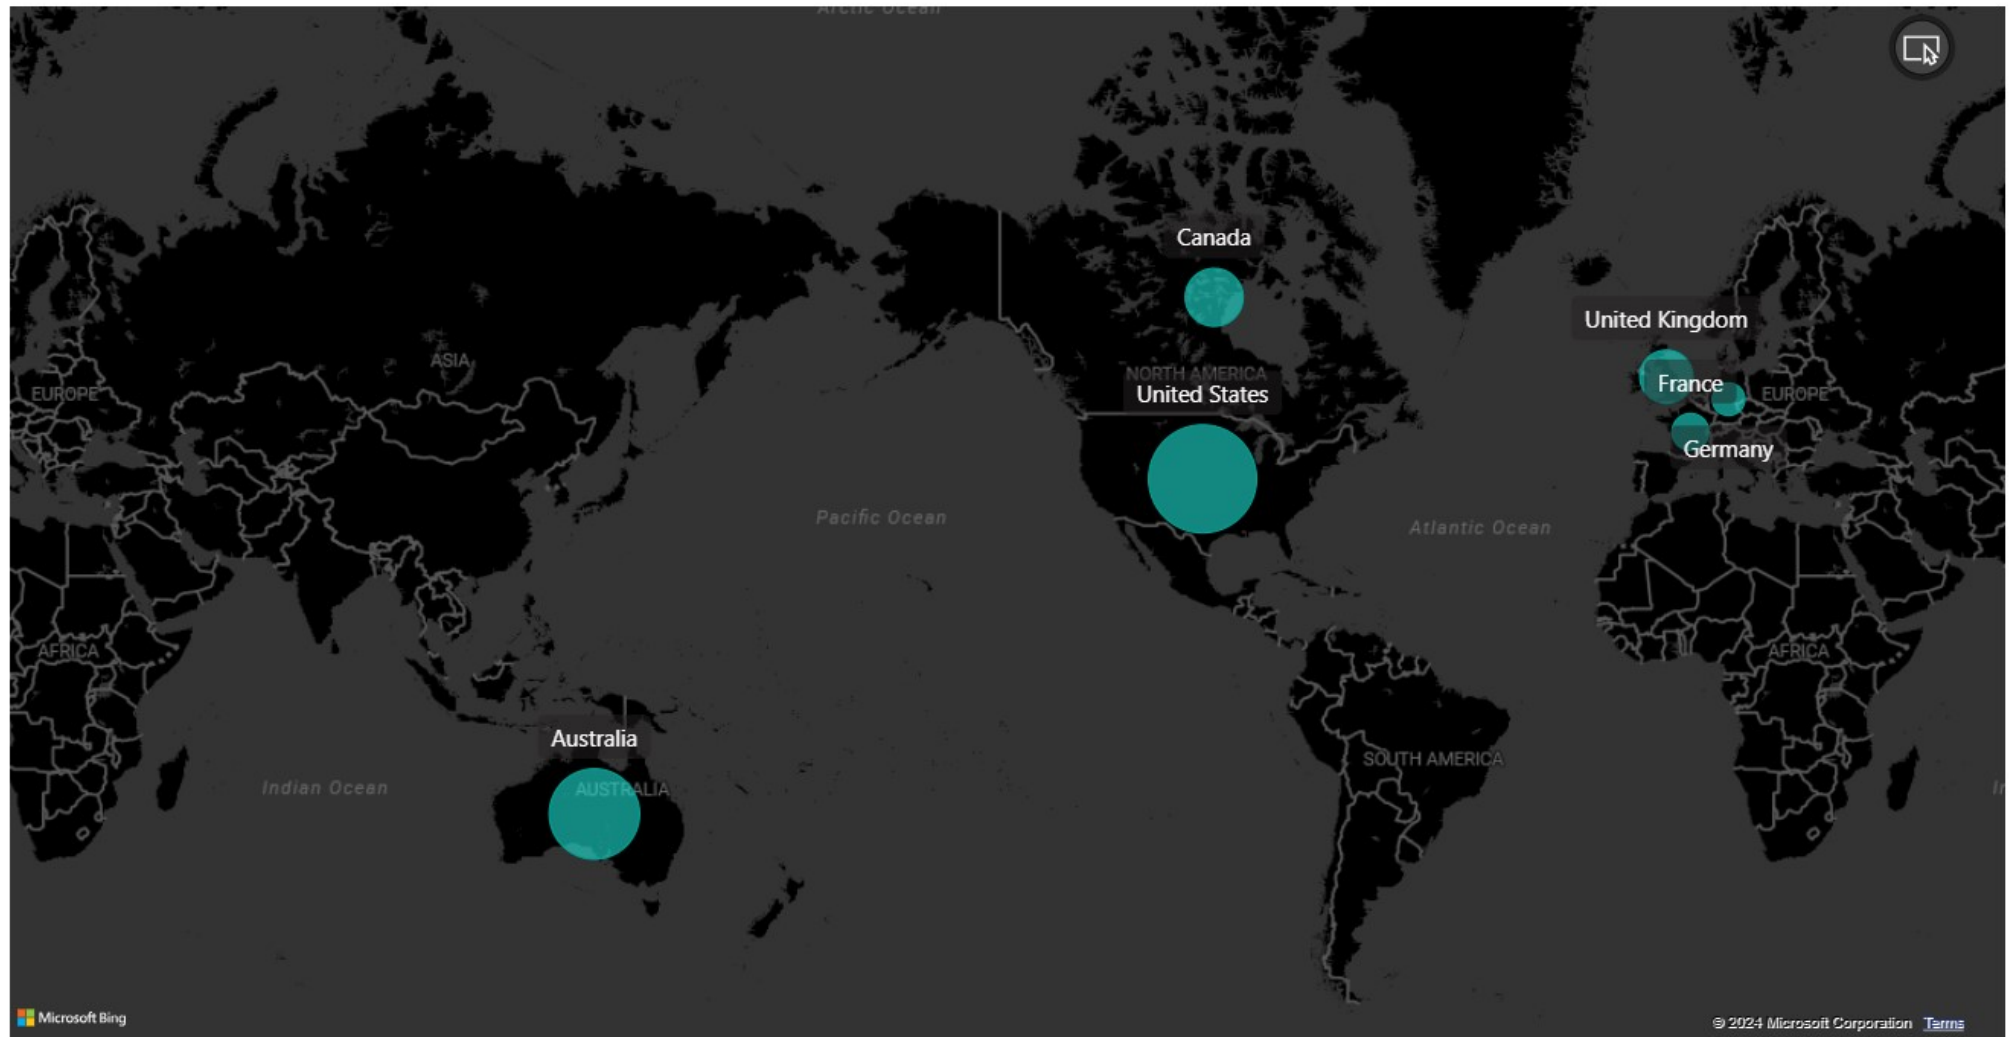 Arctic Ocean
Canada
United Kingdom
ASIA
NORTH AMERICA
United States
France
EUROPE
EUROPE
Germany
Pacific Ocean
Atlantic Ocean
AFRICA
AFRICA
Australia
SOUTH AMERICA
Indian Ocean
AUSTRALIA
Microsoft Bing
© 2024 Microsoft Corporation Terms